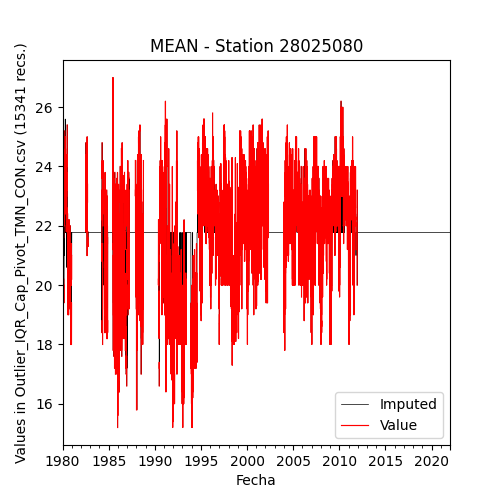 MEAN - Station 28025080
Values in Outlier_IQR_Cap_Pivot_TMN_CON.csv (15341 recs.)
26
24
22
20
18
16
1980 1985 1990 1995 2000 2005 2010 2015 2020
Fecha
Imputed
Value